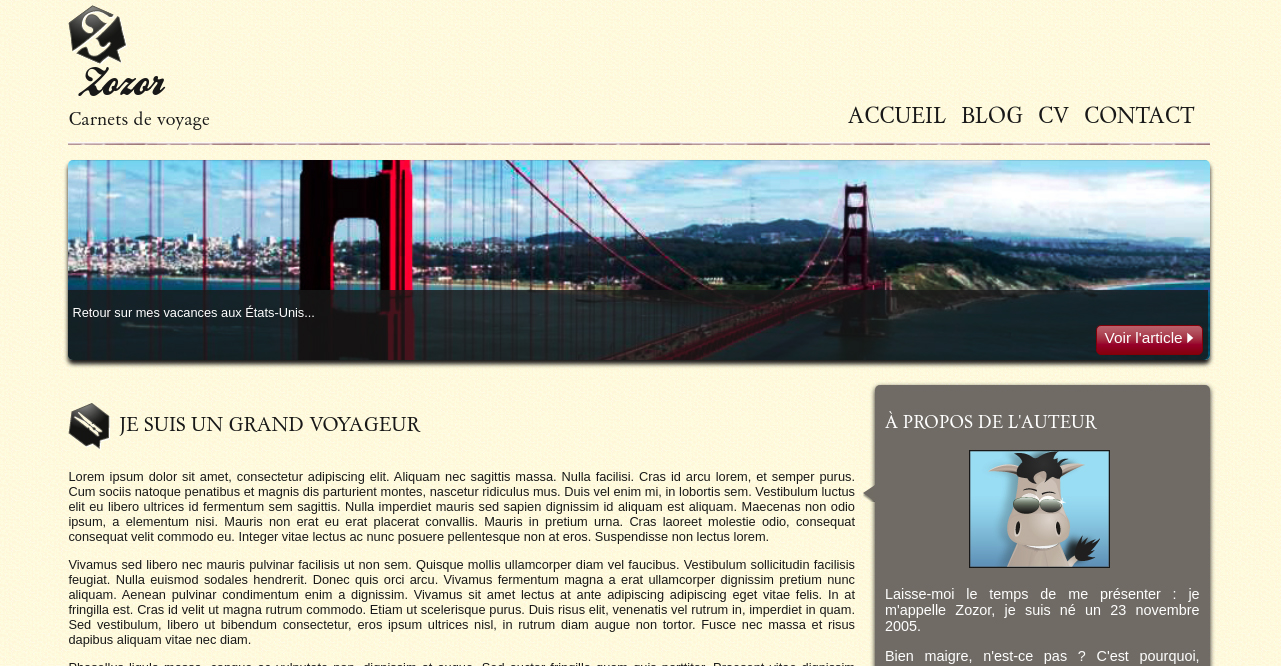 Zozor
Carnets de voyage
ACCUEIL BLOG CV CONTACT
Retour sur mes vacances aux États-Unis...
Voir l'article
JE SUIS UN GRAND VOYAGEUR
Lorem ipsum dolor sit amet, consectetur adipiscing elit. Aliquam nec sagittis massa. Nulla facilisi. Cras id arcu lorem, et semper purus.
Cum sociis natoque penatibus et magnis dis parturient montes, nascetur ridiculus mus. Duis vel enim mi, in lobortis sem. Vestibulum luctus
elit eu libero ultrices id fermentum sem sagittis. Nulla imperdiet mauris sed sapien dignissim id aliquam est aliquam. Maecenas non odio
ipsum, a elementum nisi. Mauris non erat eu erat placerat convallis. Mauris in pretium urna. Cras laoreet molestie odio, consequat
consequat velit commodo eu. Integer vitae lectus ac nunc posuere pellentesque non at eros. Suspendisse non lectus lorem.
Vivamus sed libero nec mauris pulvinar facilisis ut non sem. Quisque mollis ullamcorper diam vel faucibus. Vestibulum sollicitudin facilisis
feugiat. Nulla euismod sodales hendrerit. Donec quis orci arcu. Vivamus fermentum magna a erat ullamcorper dignissim pretium nunc
aliquam. Aenean pulvinar condimentum enim a dignissim. Vivamus sit amet lectus at ante adipiscing adipiscing eget vitae felis. In at
fringilla est. Cras id velit ut magna rutrum commodo. Etiam ut scelerisque purus. Duis risus elit, venenatis vel rutrum in, imperdiet in quam.
Sed vestibulum, libero ut bibendum consectetur, eros ipsum ultrices nisl, in rutrum diam augue non tortor. Fusce nec massa et risus
dapibus aliquam vitae nec diam.
À PROPOS DE L'AUTEUR
Laisse-moi le temps de me présenter : je
m'appelle Zozor, je suis né un 23 novembre
2005.
Bien maigre, n'est-ce pas ? C'est pourquoi,